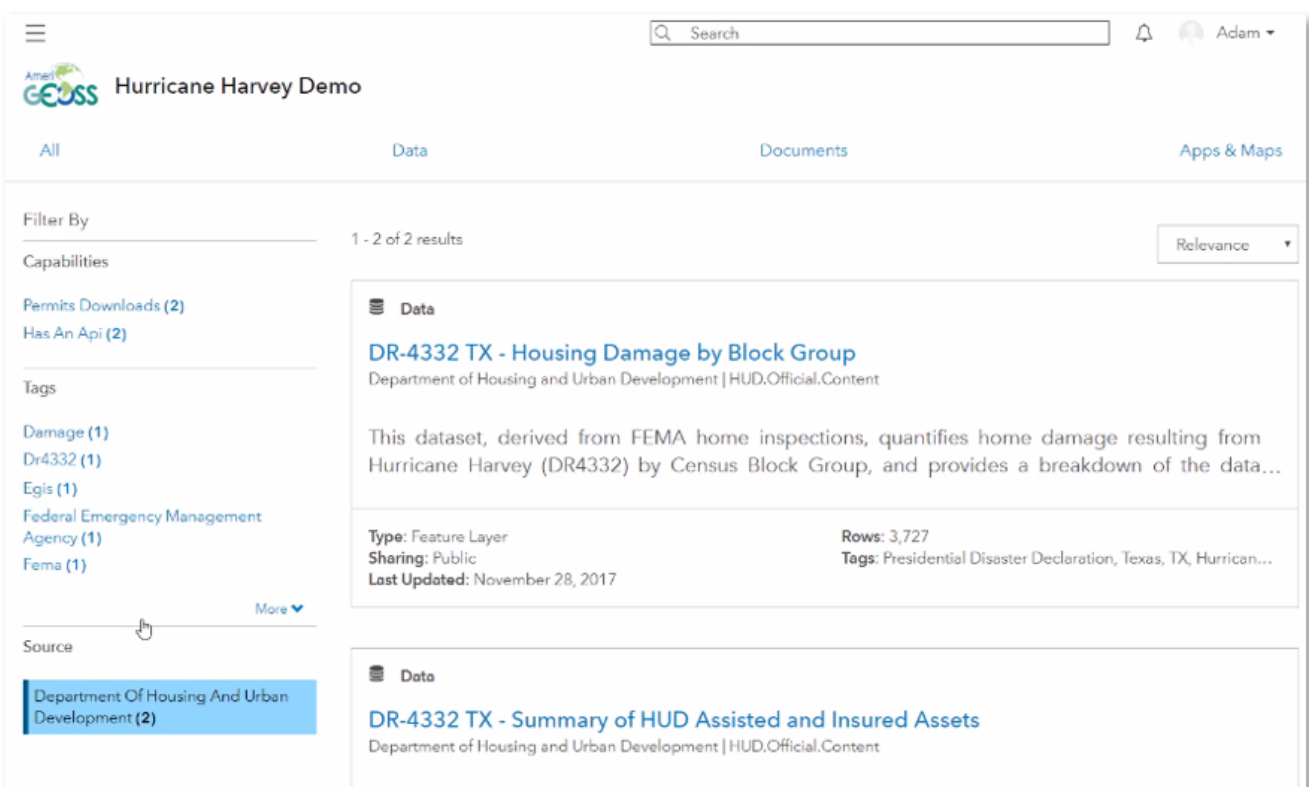 Search
Adam
Ameri
GEOSS
Hurricane Harvey Demo
All
Data
Documents
Apps & Maps
Filter By
Capabilities
Permits Downloads (2)
Has An Api (2)
Tags
Damage (1)
Dr4332 (1)
Egis (1)
Federal Emergency Management
Agency (1)
Fema (1)
More
Source
Department Of Housing And Urban
Development (2)
1 - 2 of 2 results
Relevance
Data
DR-4332 TX - Housing Damage by Block Group
Department of Housing and Urban Development | HUD.Official.Content
This dataset, derived from FEMA home inspections, quantifies home damage resulting from
Hurricane Harvey (DR4332) by Census Block Group, and provides a breakdown of the data...
Type: Feature Layer
Sharing: Public
Last Updated: November 28, 2017
Rows: 3,727
Tags: Presidential Disaster Declaration, Texas, TX, Hurrican...
Data
DR-4332 TX - Summary of HUD Assisted and Insured Assets
Department of Housing and Urban Development | HUD.Official.Content